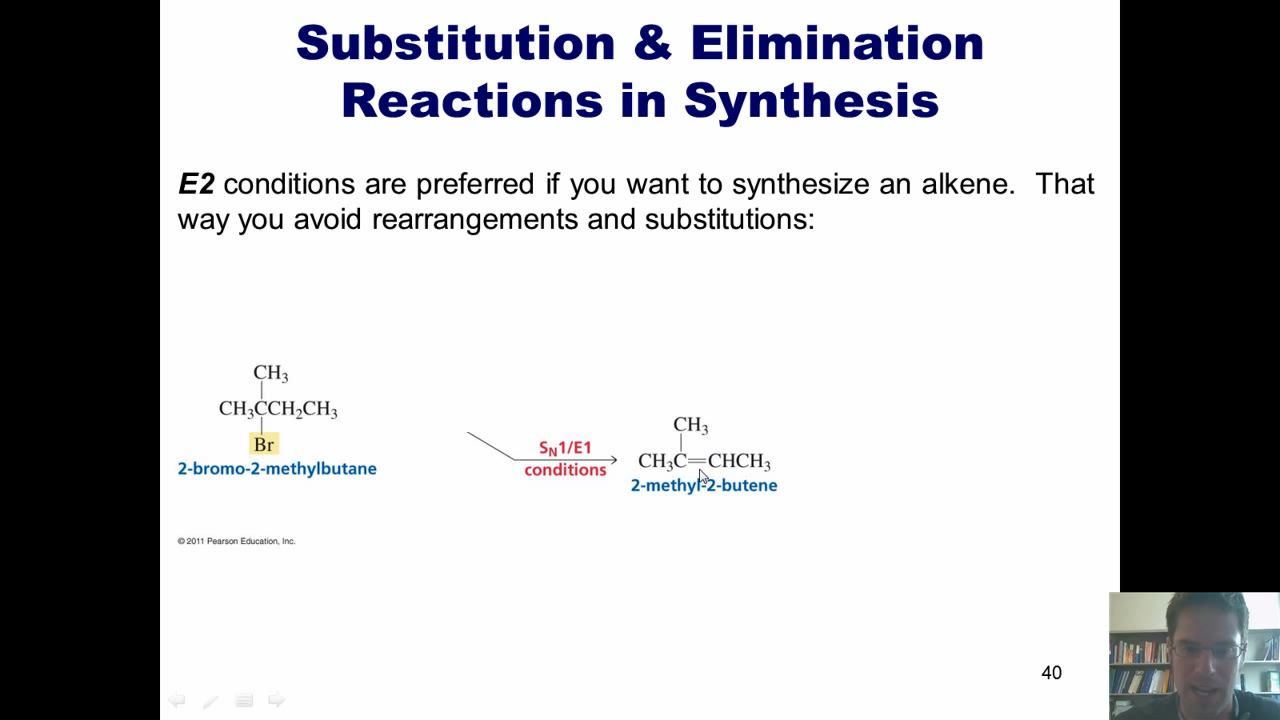 Substitution & Elimination
Reactions in Synthesis
E2 conditions are preferred if you want to synthesize an alkene. That
way you avoid rearrangements and substitutions:
CH₃
CH₃CCH₂CH₃
Br
2-bromo-2-methylbutane
S_N1/E1
conditions
CH₃
CH₃C=CHCH₃
2-methyl-2-butene
© 2011 Pearson Education, Inc.
40